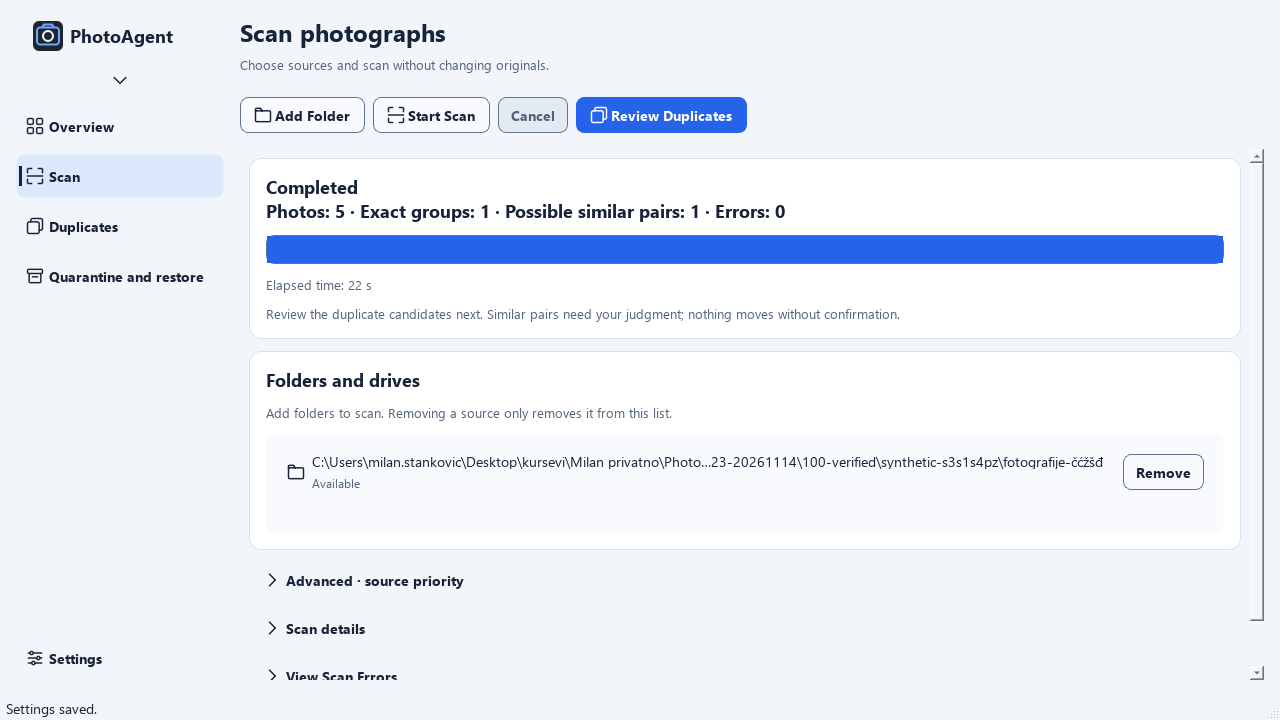 PhotoAgent
Overview
Scan
Duplicates
Quarantine and restore
Settings
Scan photographs
Choose sources and scan without changing originals.
Add Folder
Start Scan
Cancel
Review Duplicates
Completed
Photos: 5 · Exact groups: 1 · Possible similar pairs: 1 · Errors: 0
Elapsed time: 22 s
Review the duplicate candidates next. Similar pairs need your judgment; nothing moves without confirmation.
Folders and drives
Add folders to scan. Removing a source only removes it from this list.
C:\Users\milan.stankovic\Desktop\kursevi\Milan privatno\Photo...23-20261114\100-verified\synthetic-s3s1s4pz\fotografije-čćžšđ
Available
Remove
Advanced · source priority
Scan details
View Scan Errors
Settings saved.